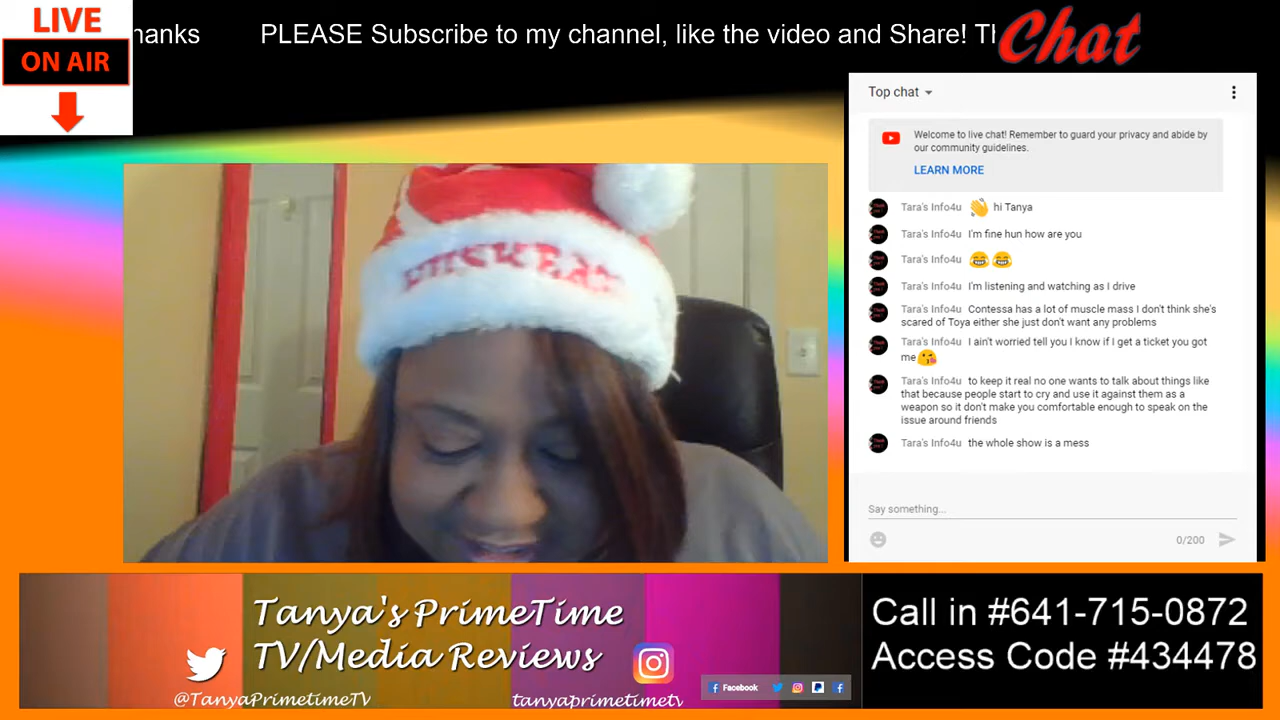 LIVE
ON AIR
hanks PLEASE Subscribe to my channel, like the video and Share! Th
Chat
Top chat
Welcome to live chat! Remember to guard your privacy and abide by
our community guidelines.
LEARN MORE
Tara's Info4u 👋 hi Tanya
Tara's Info4u I'm fine hun how are you
Tara's Info4u 😂 😂
Tara's Info4u I'm listening and watching as I drive
Tara's Info4u Contessa has a lot of muscle mass I don't think she's
scared of Toya either she just don't want any problems
Tara's Info4u I ain't worried tell you I know if I get a ticket you got
me😘
Tara's Info4u to keep it real no one wants to talk about things like
that because people start to cry and use it against them as a
weapon so it don't make you comfortable enough to speak on the
issue around friends
Tara's Info4u the whole show is a mess
Say something...
0/200
Tanya's PrimeTime
TV/Media Reviews
@TanyaPrimetimeTV
tanyaprimetimetv
Facebook
Call in #641-715-0872
Access Code #434478